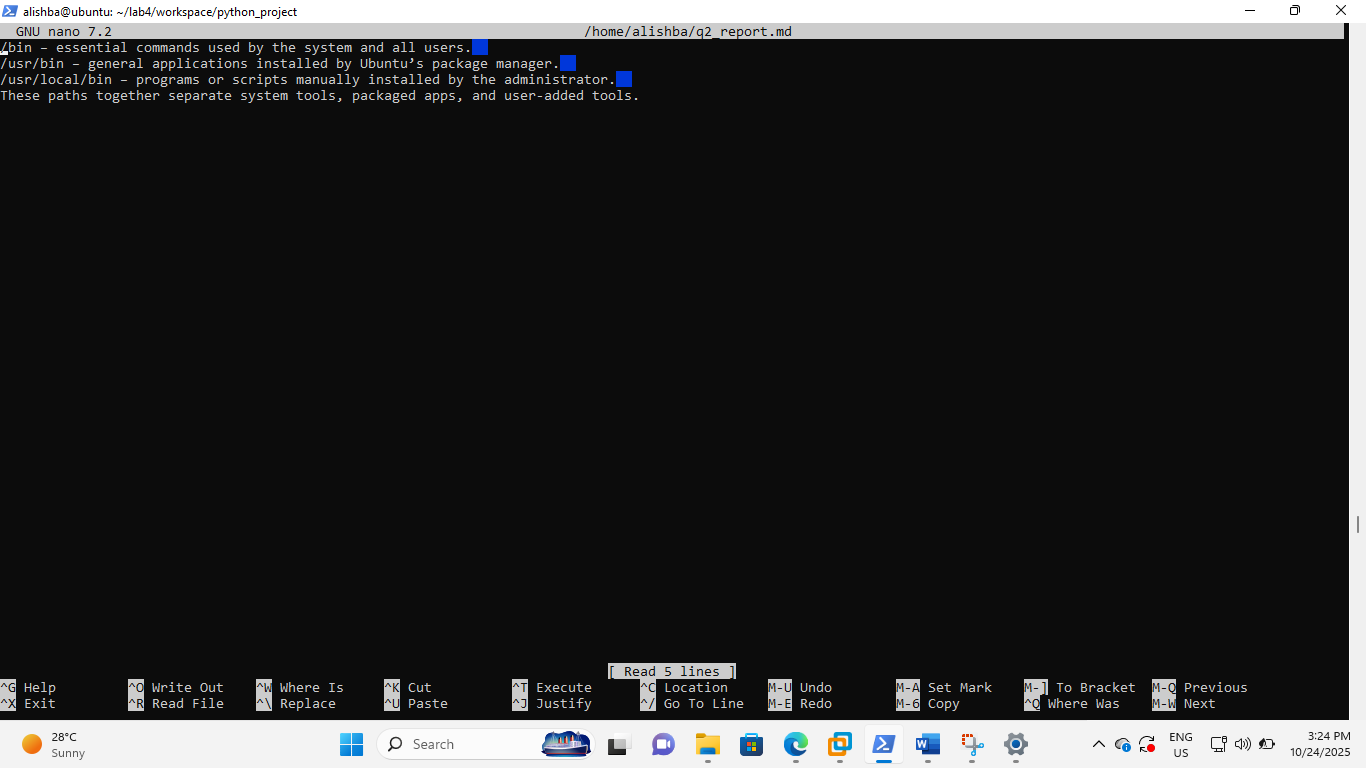 alishba@ubuntu: ~/lab4/workspace/python_project
GNU nano 7.2 /home/alishba/q2_report.md
/bin – essential commands used by the system and all users.
/usr/bin – general applications installed by Ubuntu’s package manager.
/usr/local/bin – programs or scripts manually installed by the administrator.
These paths together separate system tools, packaged apps, and user-added tools.
[ Read 5 lines ]
^G Help ^O Write Out ^W Where Is ^K Cut ^T Execute ^C Location M-U Undo M-A Set Mark M-] To Bracket M-Q Previous
^X Exit ^R Read File ^\ Replace ^U Paste ^J Justify ^/ Go To Line M-E Redo M-6 Copy ^Q Where Was M-W Next
28°C
Sunny
Search
ENG
US
3:24 PM
10/24/2025